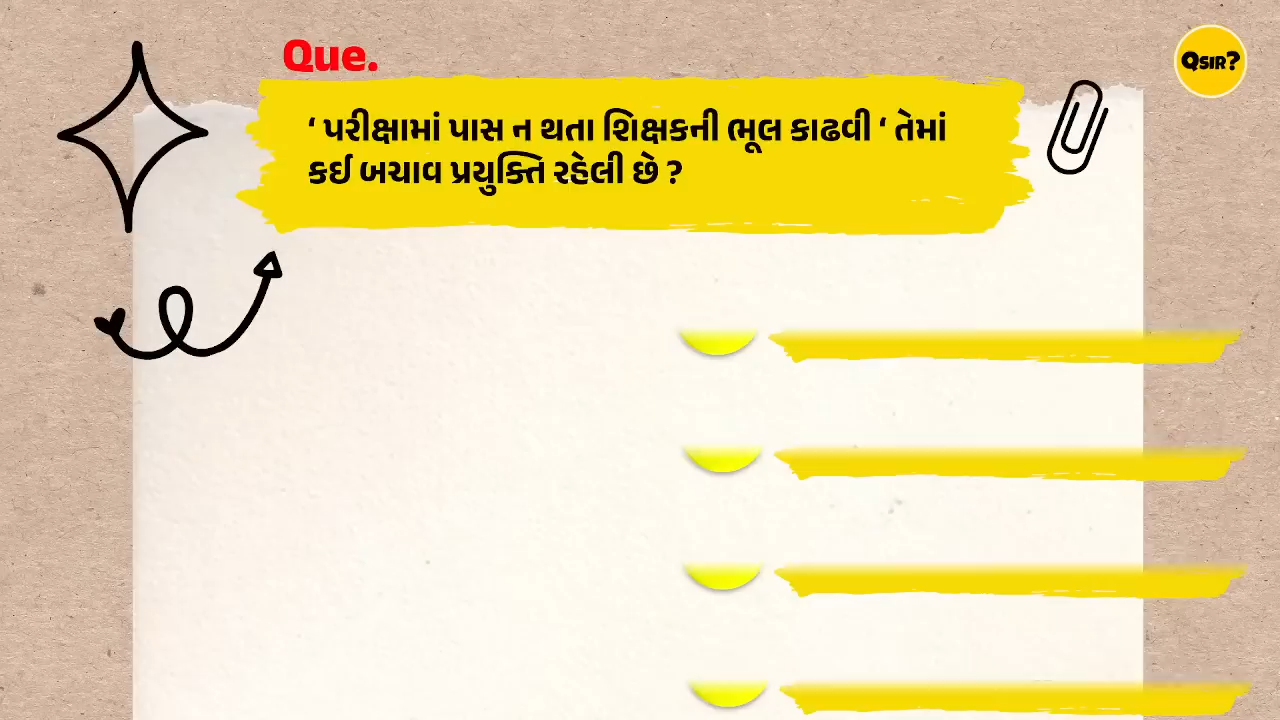 Que.
QSIR?
‘ પરીક્ષામાં પાસ ન થતા શિક્ષકની ભૂલ કાઢવી ‘ તેમાં
કઈ બચાવ પ્રયુક્તિ રહેલી છે ?